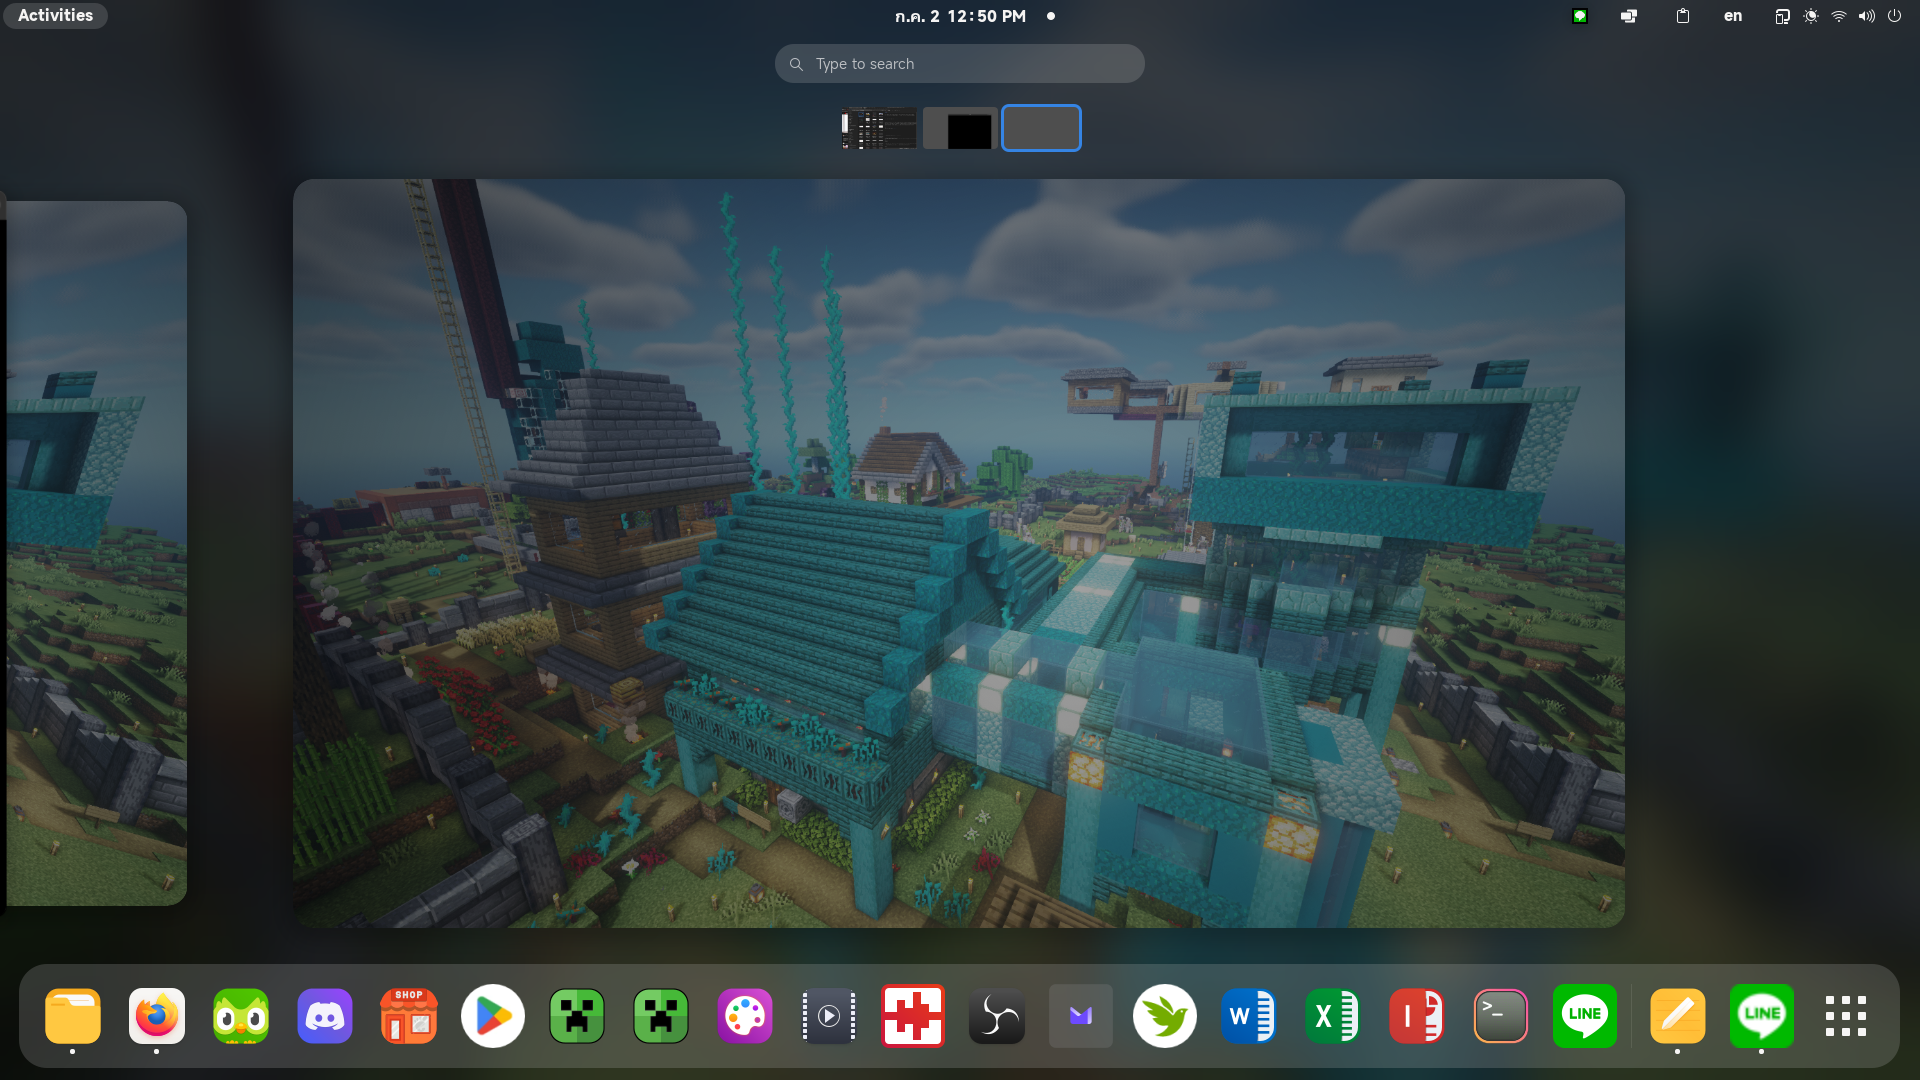 Activities
ก.ค. 2 12:50 PM
en
Type to search
SHOP
W
X
I
>_
LINE
LINE